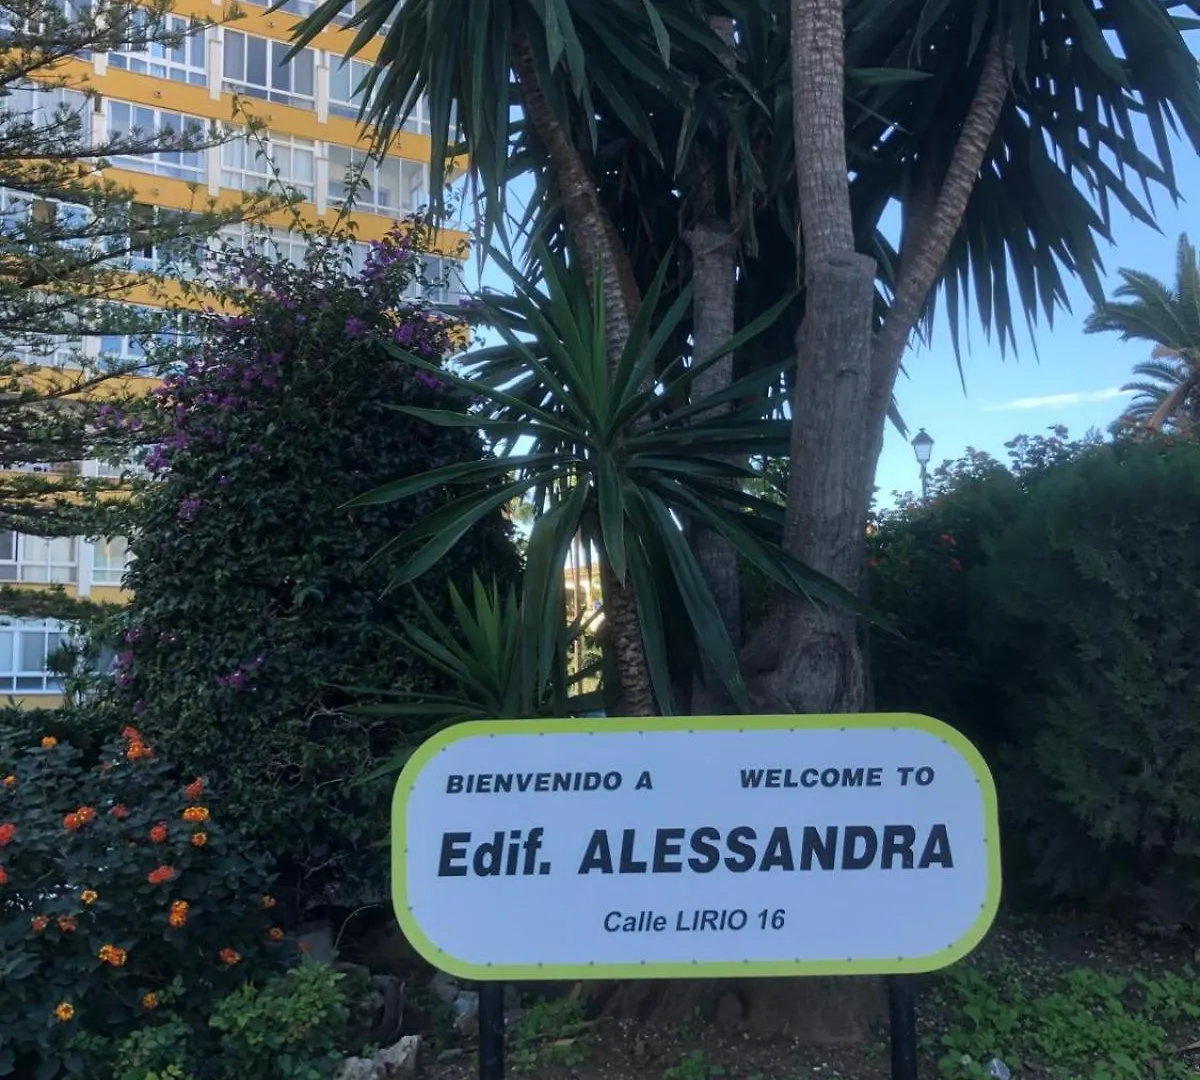 BIENVENIDO A WELCOME TO
Edif. ALESSANDRA
Calle LIRIO 16